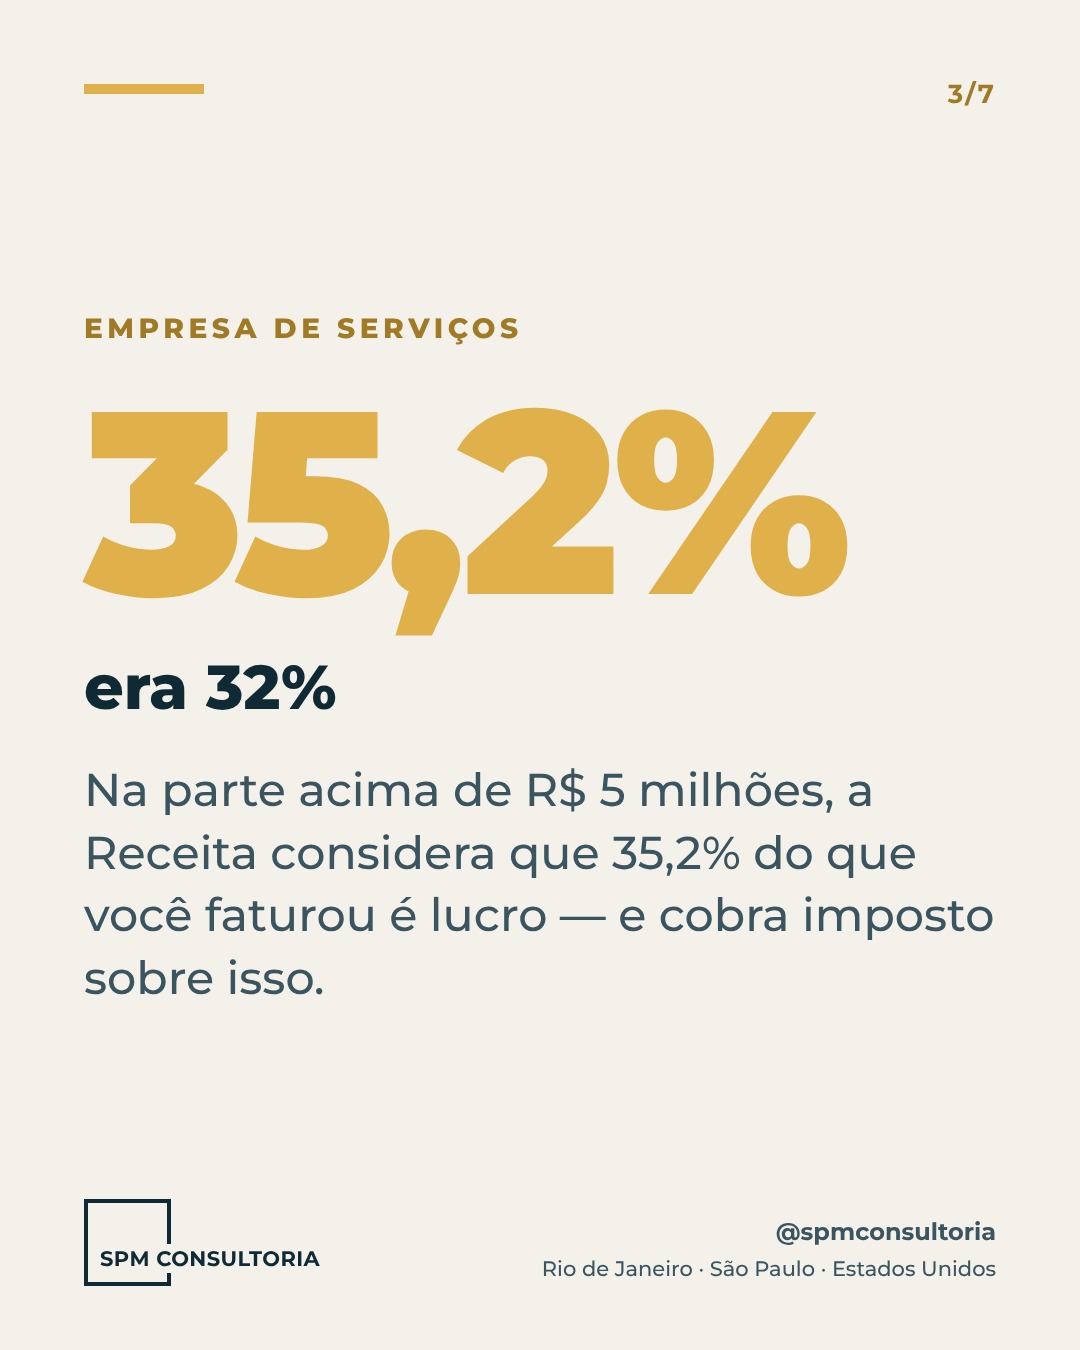 3/7
EMPRESA DE SERVIÇOS
35,2%
era 32%
Na parte acima de R$ 5 milhões, a
Receita considera que 35,2% do que
você faturou é lucro — e cobra imposto
sobre isso.
SPM CONSULTORIA
@spmconsultoria
Rio de Janeiro · São Paulo · Estados Unidos